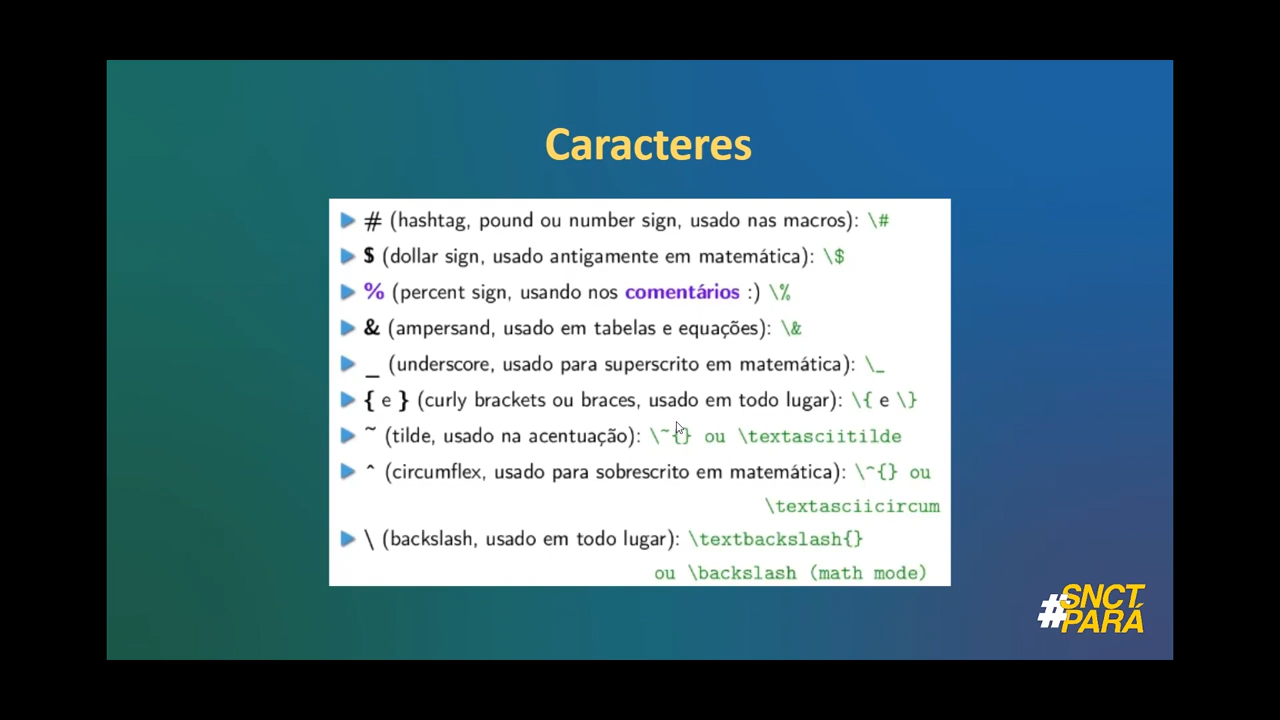 Caracteres
# (hashtag, pound ou number sign, usado nas macros): \#
$ (dollar sign, usado antigamente em matemática): \$
% (percent sign, usando nos comentários :) \%
& (ampersand, usado em tabelas e equações): \&
_ (underscore, usado para superscrito em matemática): \_
{ e } (curly brackets ou braces, usado em todo lugar): \{ e \}
~ (tilde, usado na acentuação): \~{} ou \textasciitilde
^ (circumflex, usado para sobrescrito em matemática): \^{} ou
\textasciicircum
\ (backslash, usado em todo lugar): \textbackslash{}
ou \backslash (math mode)
#SNCT
PARÁ